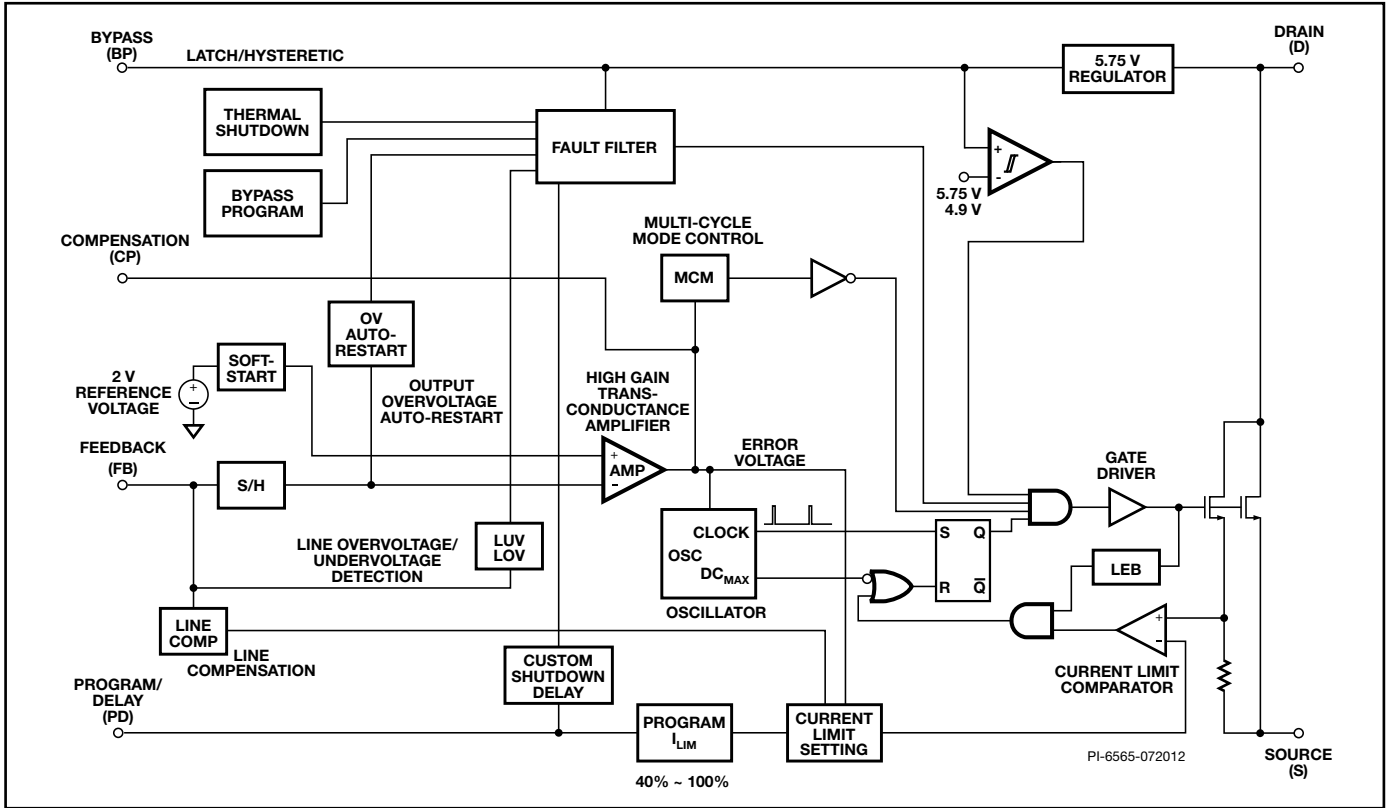 BYPASS
(BP)
LATCH/HYSTERETIC
DRAIN
(D)
5.75 V
REGULATOR
THERMAL
SHUTDOWN
FAULT FILTER
BYPASS
PROGRAM
+
-
5.75 V
4.9 V
COMPENSATION
(CP)
MULTI-CYCLE
MODE CONTROL
MCM
OV
AUTO-
RESTART
SOFT-
START
2 V
REFERENCE
VOLTAGE
+
–
OUTPUT
OVERVOLTAGE
AUTO-RESTART
HIGH GAIN
TRANS-
CONDUCTANCE
AMPLIFIER
FEEDBACK
(FB)
S/H
+
AMP
–
ERROR
VOLTAGE
GATE
DRIVER
LINE OVERVOLTAGE/
UNDERVOLTAGE
DETECTION
LUV
LOV
CLOCK
OSC
DCMAX
OSCILLATOR
S Q
R Q̅
LEB
+
–
CURRENT LIMIT
COMPARATOR
LINE
COMP
LINE
COMPENSATION
CUSTOM
SHUTDOWN
DELAY
PROGRAM/
DELAY
(PD)
PROGRAM
ILIM
40% ~ 100%
CURRENT
LIMIT
SETTING
PI-6565-072012
SOURCE
(S)